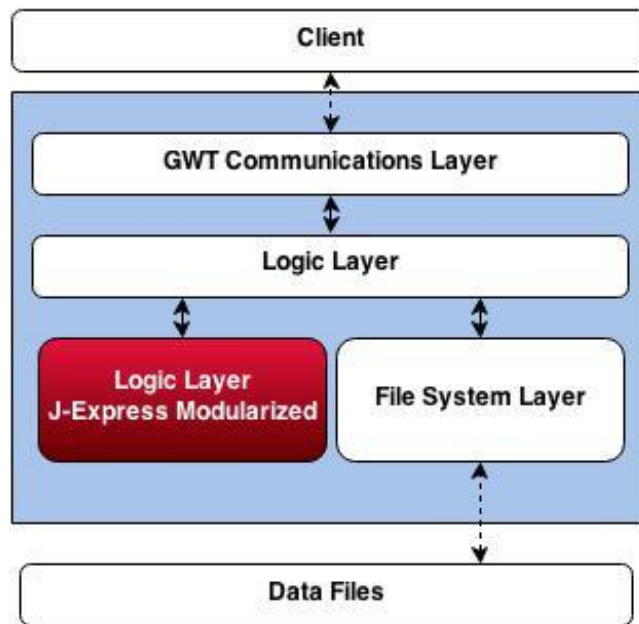 Client
GWT Communications Layer
Logic Layer
Logic Layer
J-Express Modularized
File System Layer
Data Files